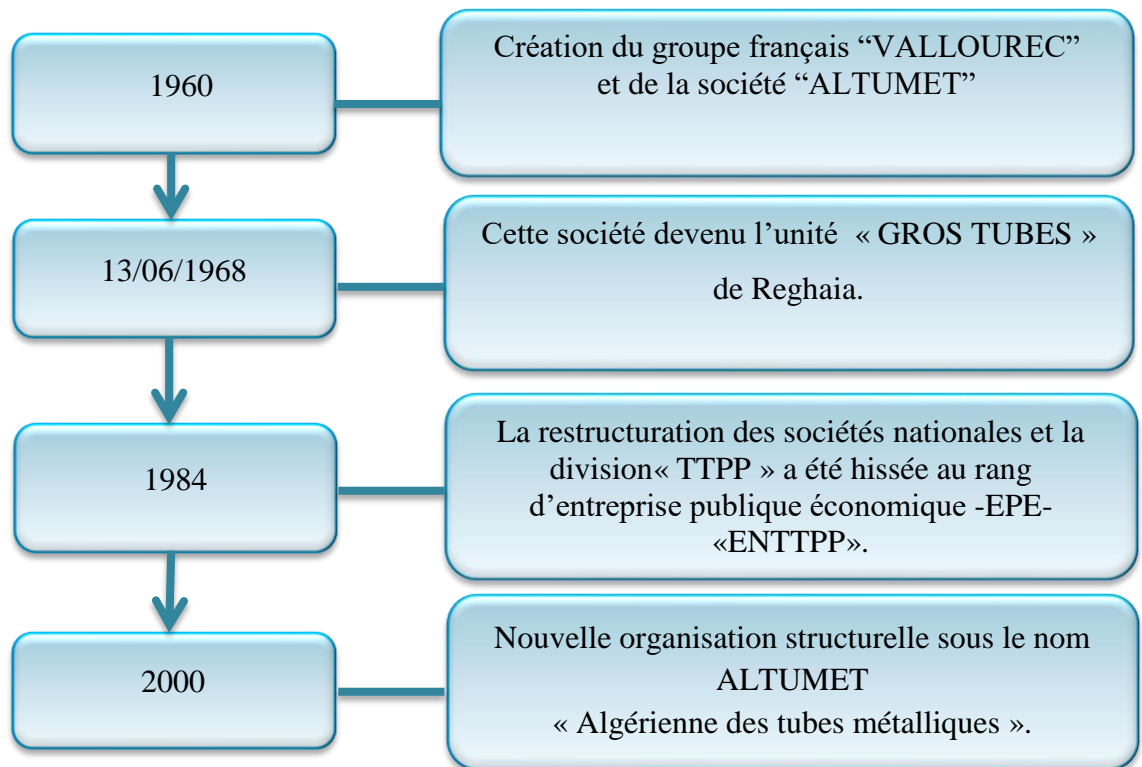 1960
Création du groupe français “VALLOUREC”
et de la société “ALTUMET”
13/06/1968
Cette société devenu l’unité « GROS TUBES »
de Reghaia.
1984
La restructuration des sociétés nationales et la
division« TTPP » a été hissée au rang
d’entreprise publique économique -EPE-
«ENTTPP».
2000
Nouvelle organisation structurelle sous le nom
ALTUMET
« Algérienne des tubes métalliques ».